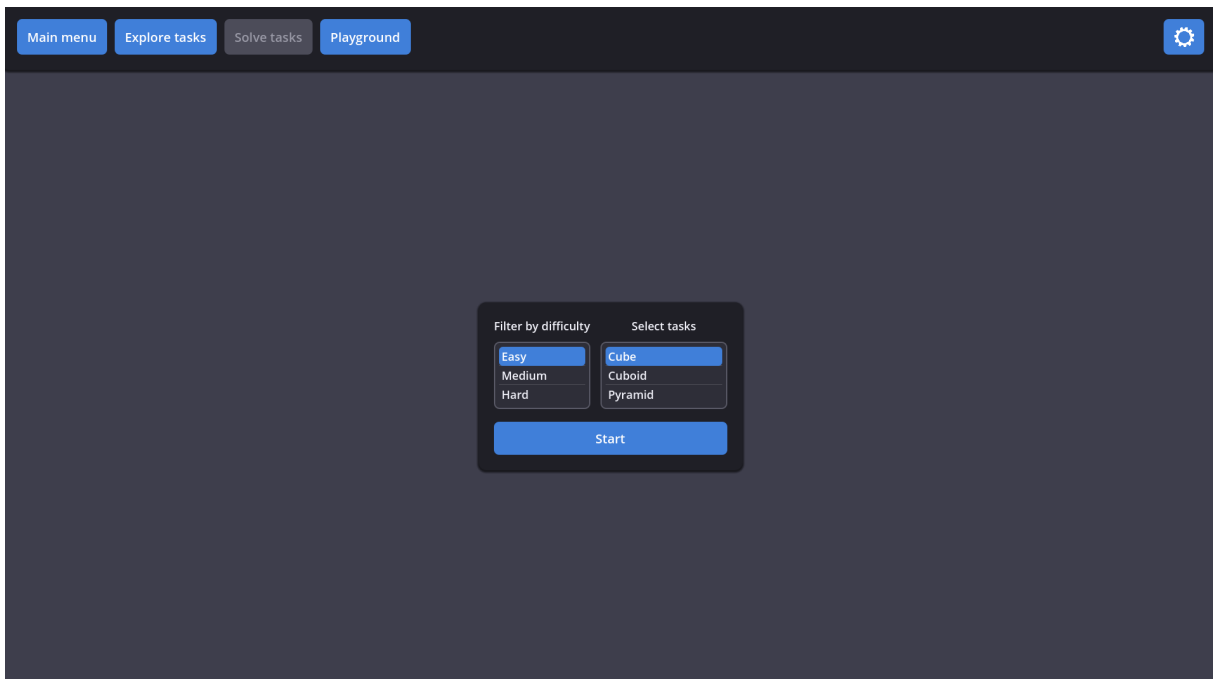 Main menu Explore tasks Solve tasks Playground
Filter by difficulty Select tasks
Easy Cube
Medium Cuboid
Hard Pyramid
Start